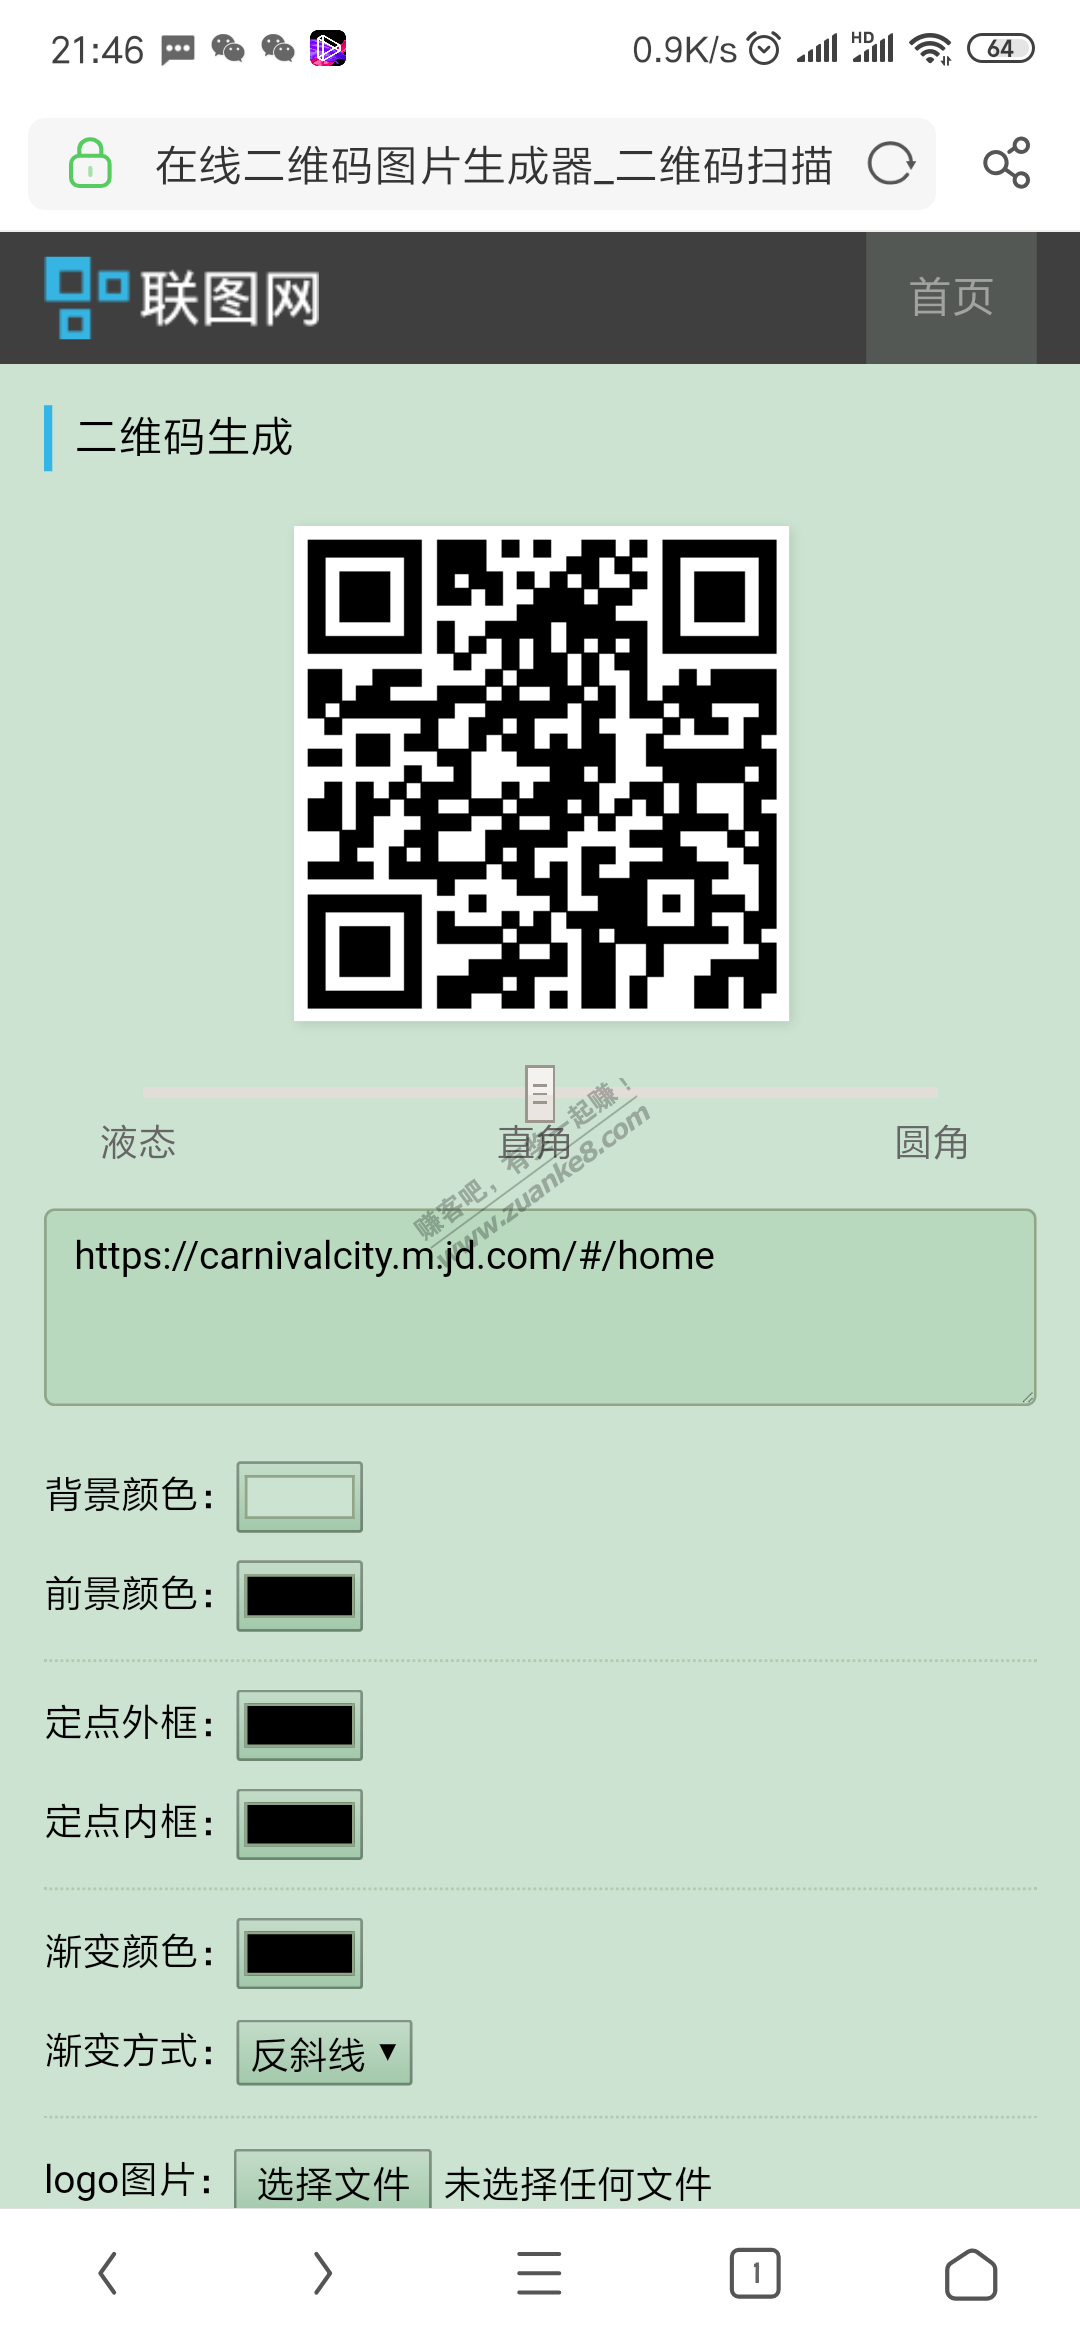 21:46
0.9K/s
HD
64
在线二维码图片生成器_二维码扫描
联图网
首页
二维码生成
液态
直角
圆角
赚客吧，有奖一起赚！
www.zuanke8.com
https://carnivalcity.m.jd.com/#/home
背景颜色：
前景颜色：
定点外框：
定点内框：
渐变颜色：
渐变方式：
反斜线
logo图片：
选择文件 未选择任何文件
1